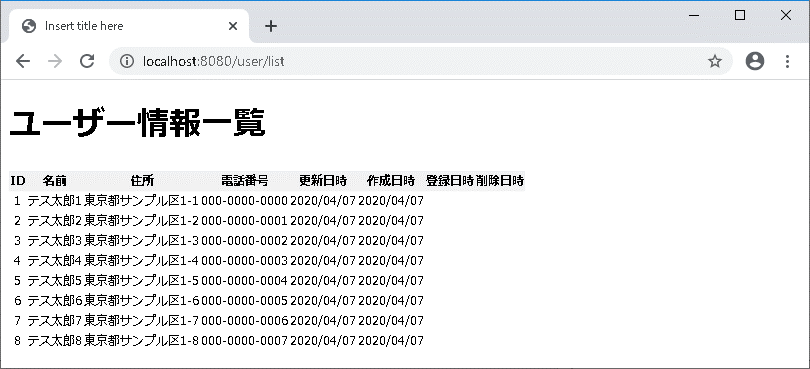 Insert title here
localhost:8080/user/list
ユーザー情報一覧
ID 名前 住所 電話番号 更新日時 作成日時 登録日時 削除日時
1 テス太郎1 東京都サンプル区1-1 000-0000-0000 2020/04/07 2020/04/07
2 テス太郎2 東京都サンプル区1-2 000-0000-0001 2020/04/07 2020/04/07
3 テス太郎3 東京都サンプル区1-3 000-0000-0002 2020/04/07 2020/04/07
4 テス太郎4 東京都サンプル区1-4 000-0000-0003 2020/04/07 2020/04/07
5 テス太郎5 東京都サンプル区1-5 000-0000-0004 2020/04/07 2020/04/07
6 テス太郎6 東京都サンプル区1-6 000-0000-0005 2020/04/07 2020/04/07
7 テス太郎7 東京都サンプル区1-7 000-0000-0006 2020/04/07 2020/04/07
8 テス太郎8 東京都サンプル区1-8 000-0000-0007 2020/04/07 2020/04/07